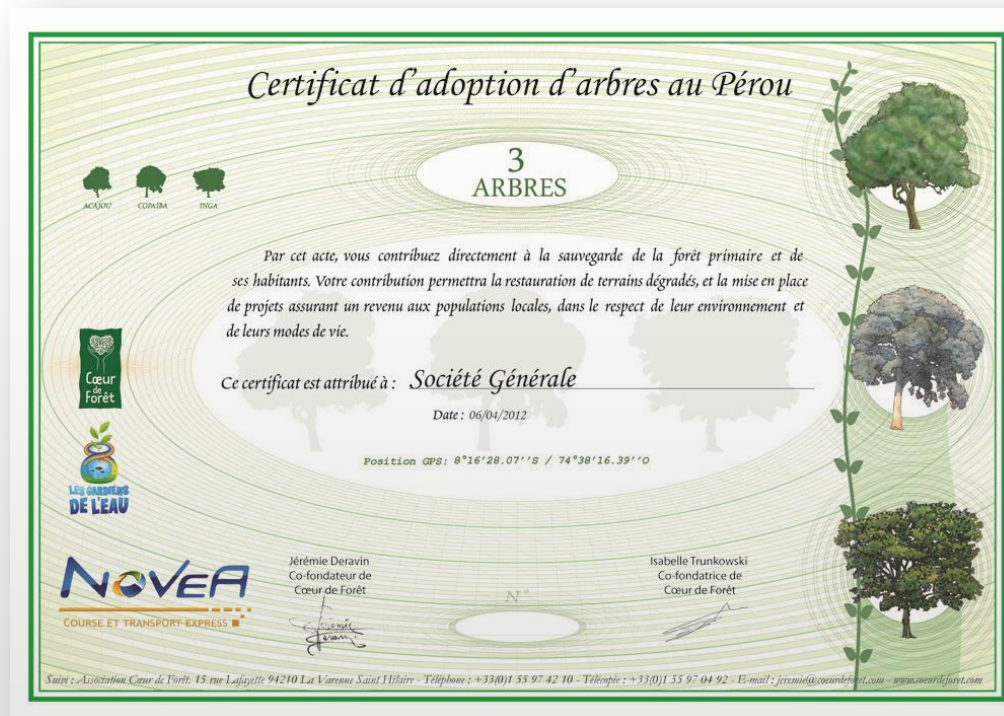 Certificat d'adoption d'arbres au Pérou
3
ARBRES
ACAJOU COPAIBA INGA
Par cet acte, vous contribuez directement à la sauvegarde de la forêt primaire et de
ses habitants. Votre contribution permettra la restauration de terrains dégradés, et la mise en place
de projets assurant un revenu aux populations locales, dans le respect de leur environnement et
de leurs modes de vie.
Cœur
de
Forêt
Ce certificat est attribué à : Société Générale
Date : 06/04/2012
Position GPS: 8°16'28.07''S / 74°38'16.39''O
LES GARDIENS
DE L'EAU
NOVEA
COURSE ET TRANSPORT EXPRESS
Jérémie Deravin
Co-fondateur de
Cœur de Forêt
N°
Isabelle Trunkowski
Co-fondatrice de
Cœur de Forêt
Suivi : Association Cœur de Forêt. 15 rue Lafayette 94210 La Varenne Saint Hilaire - Téléphone : +33(0)1 55 97 42 10 - Télécopie : +33(0)1 55 97 04 92 - E-mail : jeremie@coeurdeforet.com - www.coeurdeforet.com